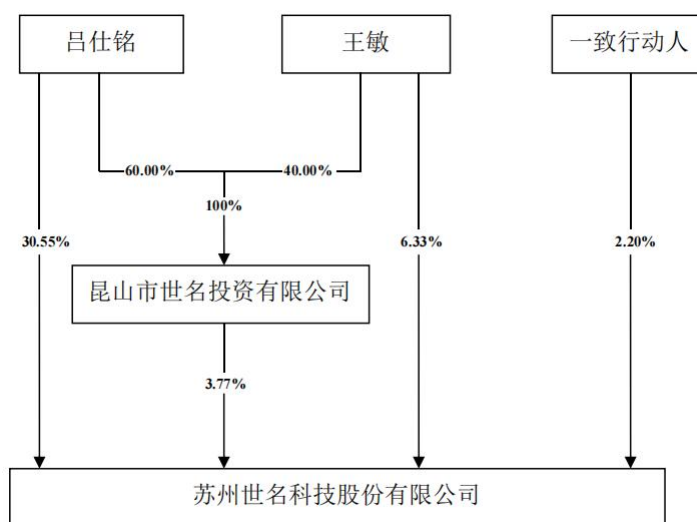 吕仕铭
王敏
一致行动人
60.00%
40.00%
100%
30.55%
6.33%
2.20%
昆山市世名投资有限公司
3.77%
苏州世名科技股份有限公司